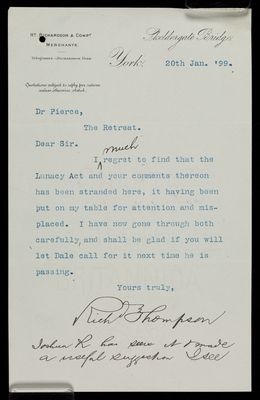 HY. RICHARDSON & COMPY
MERCHANTS.
Skeldergate Bridge,
York,
20th Jan. '99.
Dr Pierce,
The Retreat.
Dear Sir.
much
I regret to find that the
Lunacy Act and your comments thereon
has been stranded here, it having been
put on my table for attention and mis-
placed. I have now gone through both
carefully, and shall be glad if you will
let Dale call for it next time he is
passing.
Yours truly,
Richd Thompson
Joshua R has seen it & made
a useful suggestion I see